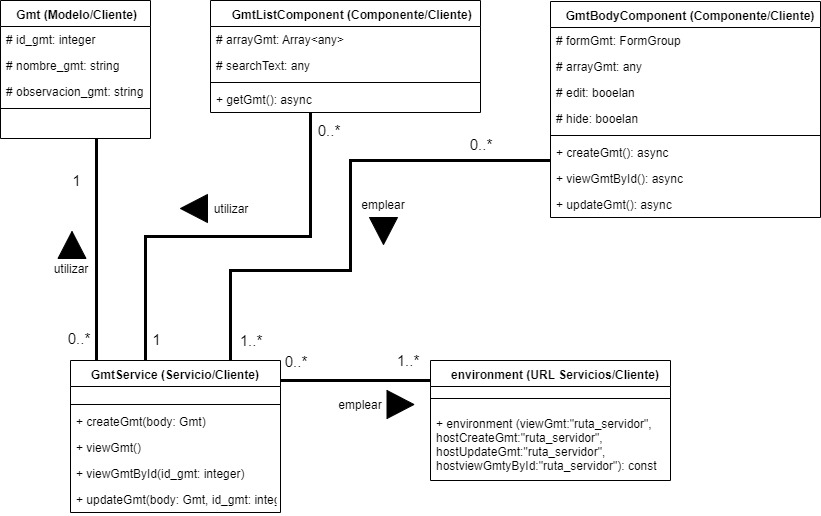 Gmt (Modelo/Cliente)
# id_gmt: integer
# nombre_gmt: string
# observacion_gmt: string
GmtListComponent (Componente/Cliente)
# arrayGmt: Array<any>
# searchText: any
+ getGmt(): async
GmtBodyComponent (Componente/Cliente)
# formGmt: FormGroup
# arrayGmt: any
# edit: booelan
# hide: booelan
+ createGmt(): async
+ viewGmtById(): async
+ updateGmt(): async
0..*
0..*
1
utilizar
emplear
utilizar
0..*
1
1..*
0..*
1..*
emplear
GmtService (Servicio/Cliente)
+ createGmt(body: Gmt)
+ viewGmt()
+ viewGmtById(id_gmt: integer)
+ updateGmt(body: Gmt, id_gmt: integ
environment (URL Servicios/Cliente)
+ environment (viewGmt:"ruta_servidor",
hostCreateGmt:"ruta_servidor",
hostUpdateGmt:"ruta_servidor",
hostviewGmtyById:"ruta_servidor"): const